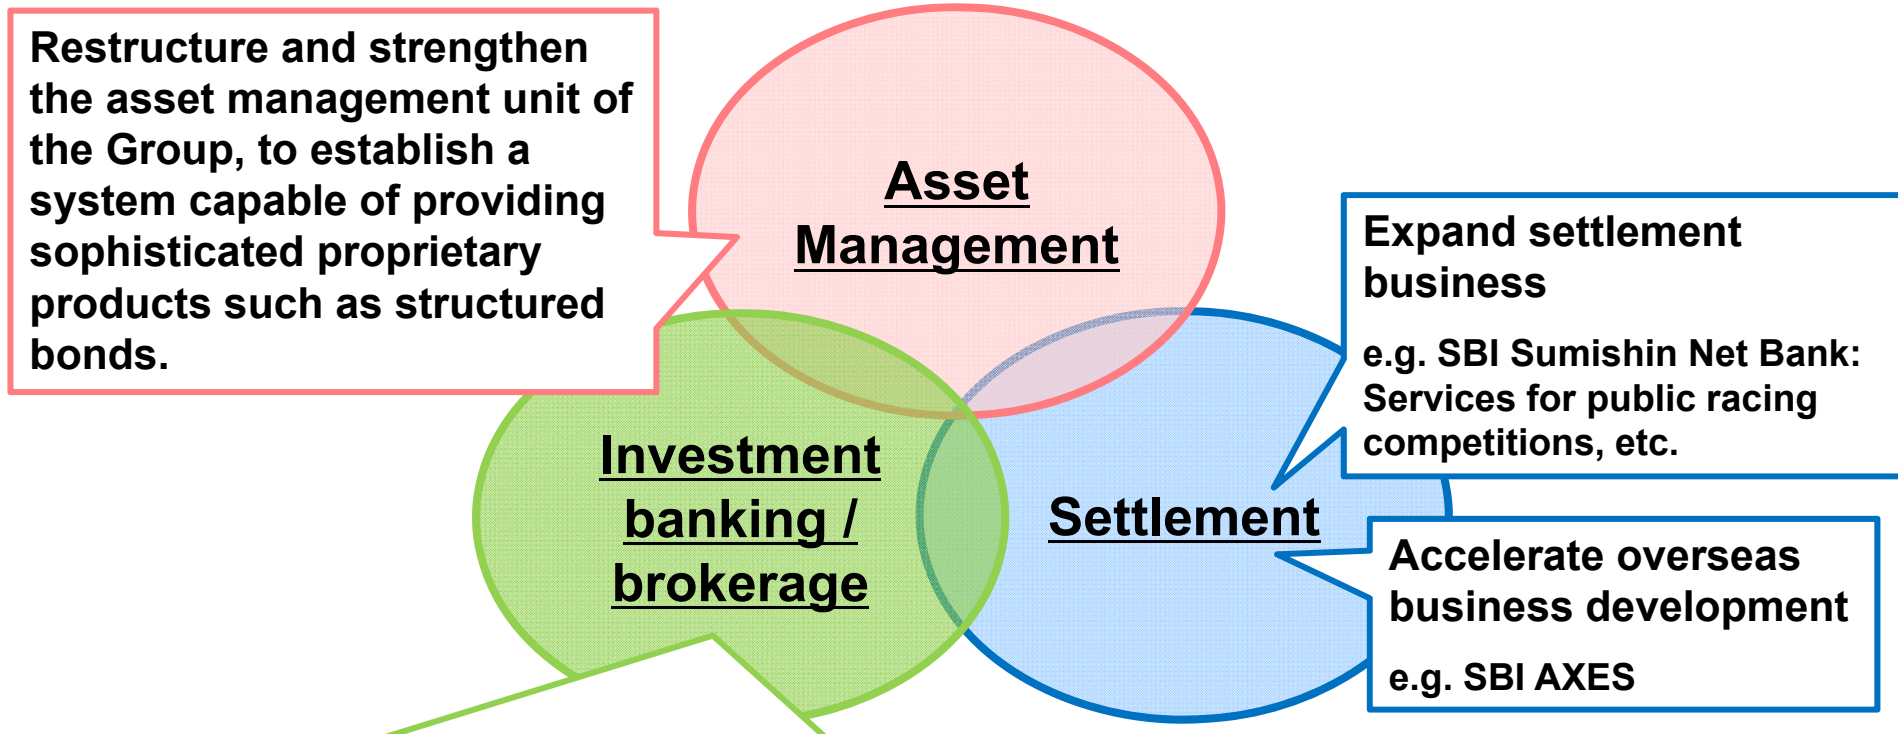 Restructure and strengthen
the asset management unit of
the Group, to establish a
system capable of providing
sophisticated proprietary
products such as structured
bonds.
Asset
Management
Expand settlement
business
e.g. SBI Sumishin Net Bank:
Services for public racing
competitions, etc.
Investment
banking /
brokerage
Settlement
Accelerate overseas
business development
e.g. SBI AXES